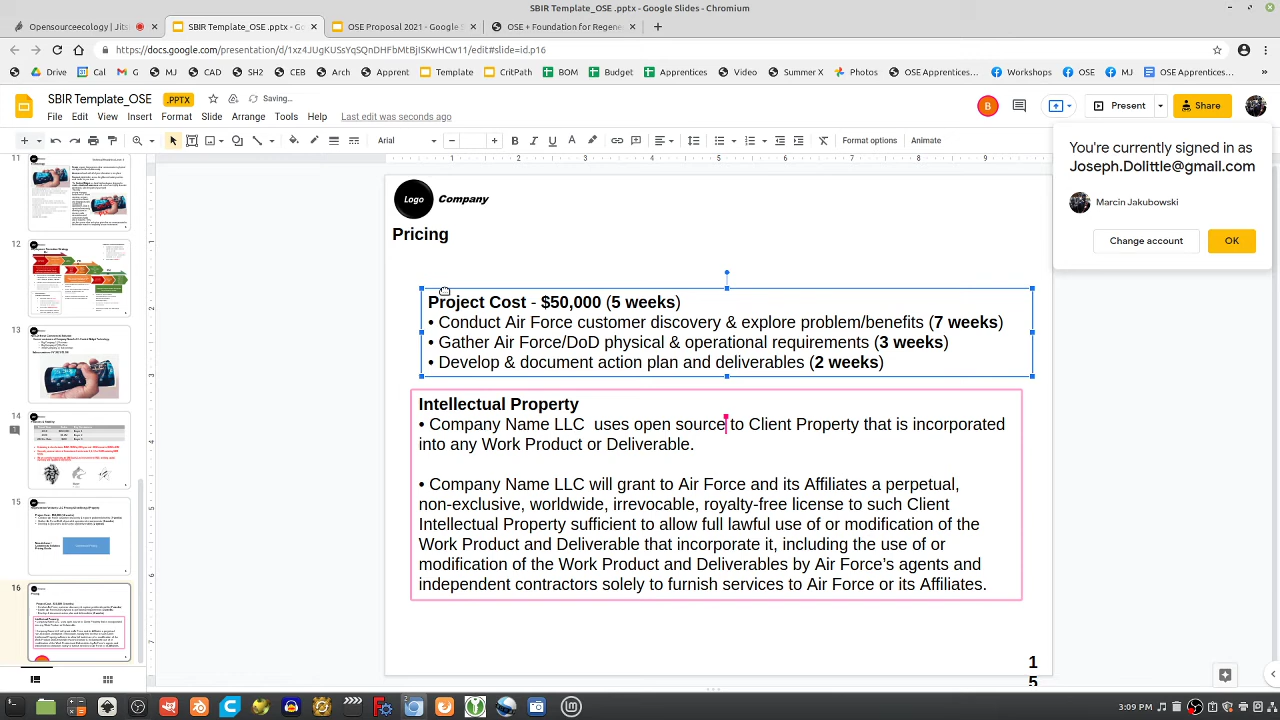 SBIR Template_OSE .pptx - Google Slides - Chromium
Opensourceecology | Jits
SBIR Template_OSE .pptx - Go
OSE Proposal 2021 - Google S
OSE + Foundation for Regene
https://docs.google.com/presentation/d/1xz4JUgKUSsYqSQnDHFbMtBjISKwHCw11/edit#slide=id.p16
Drive
Cal
G
MJ
CAD
SH2
CEB
Arch
Apprent
Template
CritPath
BOM
Budget
Apprentices
Video
Summer X
Photos
OSE Apprentices…
Workshops
OSE
MJ
OSE Apprentic…
SBIR Template_OSE
.PPTX
Saving…
File Edit View Insert Format Slide Arrange Tools Help Last edit was seconds ago
B
Present
Share
Arial
B I U A
Format options
Animate
You're currently signed in as
Joseph.Dolittle@gmail.com
Marcin Jakubowski
Change account
OK
11
12
13
14
15
16
Logo
Company
Pricing
Project Cost - $50,000 (5 weeks)
• Conduct Air Force customer discovery & explore problem/benefits (7 weeks)
• Gather Air Force/DoD physical & operational requirements (3 weeks)
• Develop & document action plan and deliverables (2 weeks)
Intellecual Property
• Company Name LLC uses open source to Client Property that is incorporated
into any Work Product or Deliverable.
• Company Name LLC will grant to Air Force and its Affiliates a perpetual,
non-exclusive, worldwide, irrevocable, royalty-free license to such Client
Intellectual Property sufficient to allow full lawful use of or modification of the
Work Product and Deliverable that incorporate it, including the use of or
modification of the Work Product and Deliverables by Air Force's agents and
independent contractors solely to furnish services to Air Force or its Affiliates.
1
5
3:09 PM